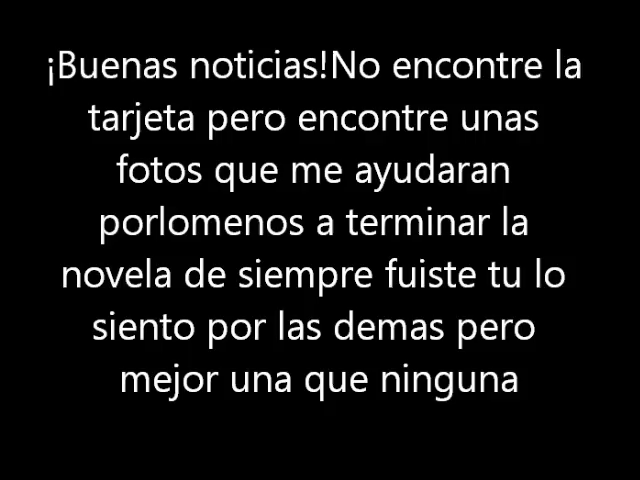 ¡Buenas noticias!No encontre la
tarjeta pero encontre unas
fotos que me ayudaran
porlomenos a terminar la
novela de siempre fuiste tu lo
siento por las demas pero
mejor una que ninguna